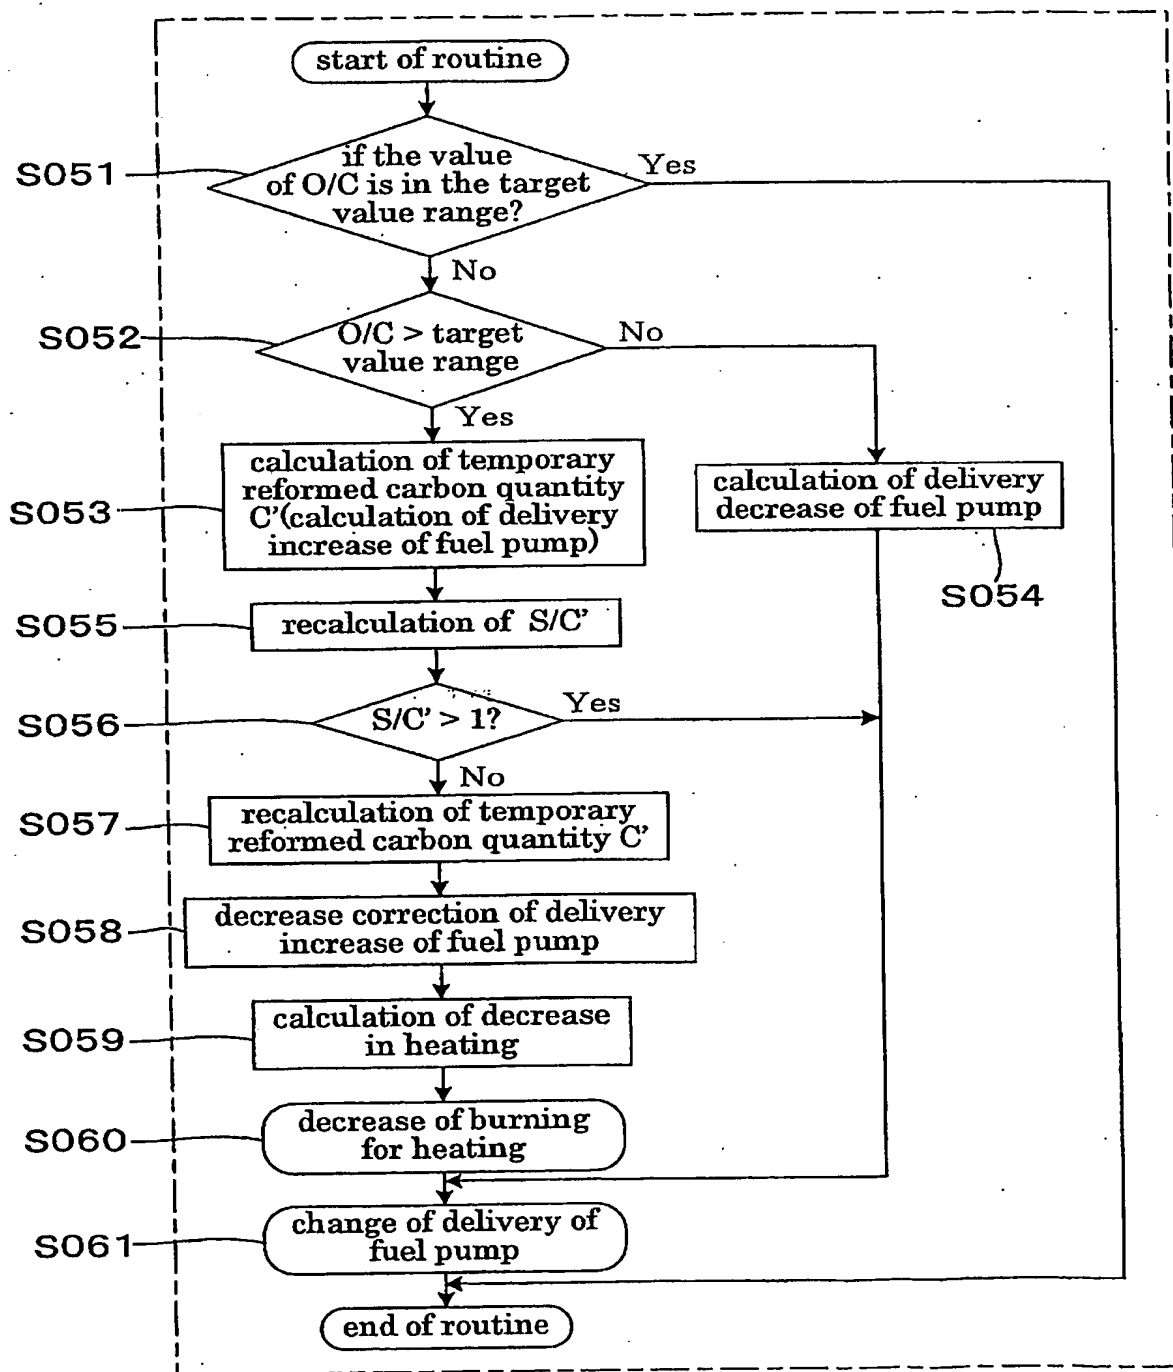 start of routine
S051
if the value
of O/C is in the target
value range?
Yes
No
S052
O/C > target
value range
No
Yes
S053
calculation of temporary
reformed carbon quantity
C'(calculation of delivery
increase of fuel pump)
calculation of delivery
decrease of fuel pump
S054
S055
recalculation of S/C'
S056
S/C' > 1?
Yes
No
S057
recalculation of temporary
reformed carbon quantity C'
S058
decrease correction of delivery
increase of fuel pump
S059
calculation of decrease
in heating
S060
decrease of burning
for heating
S061
change of delivery of
fuel pump
end of routine